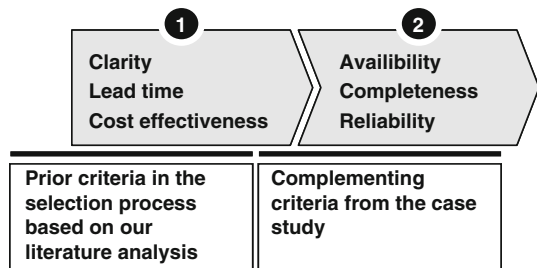 1
Clarity
Lead time
Cost effectiveness
2
Availibility
Completeness
Reliability
Prior criteria in the
selection process
based on our
literature analysis
Complementing
criteria from the case
study